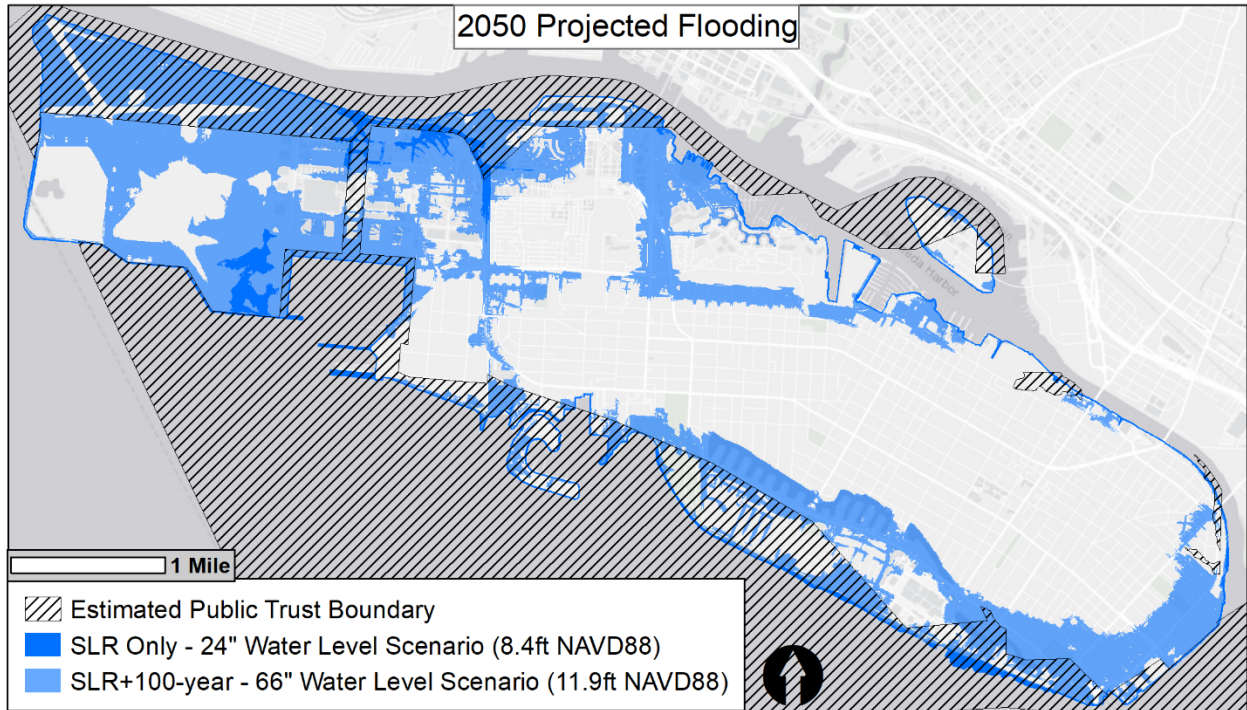 2050 Projected Flooding
Harbor
1 Mile
Estimated Public Trust Boundary
SLR Only - 24" Water Level Scenario (8.4ft NAVD88)
SLR+100-year - 66" Water Level Scenario (11.9ft NAVD88)